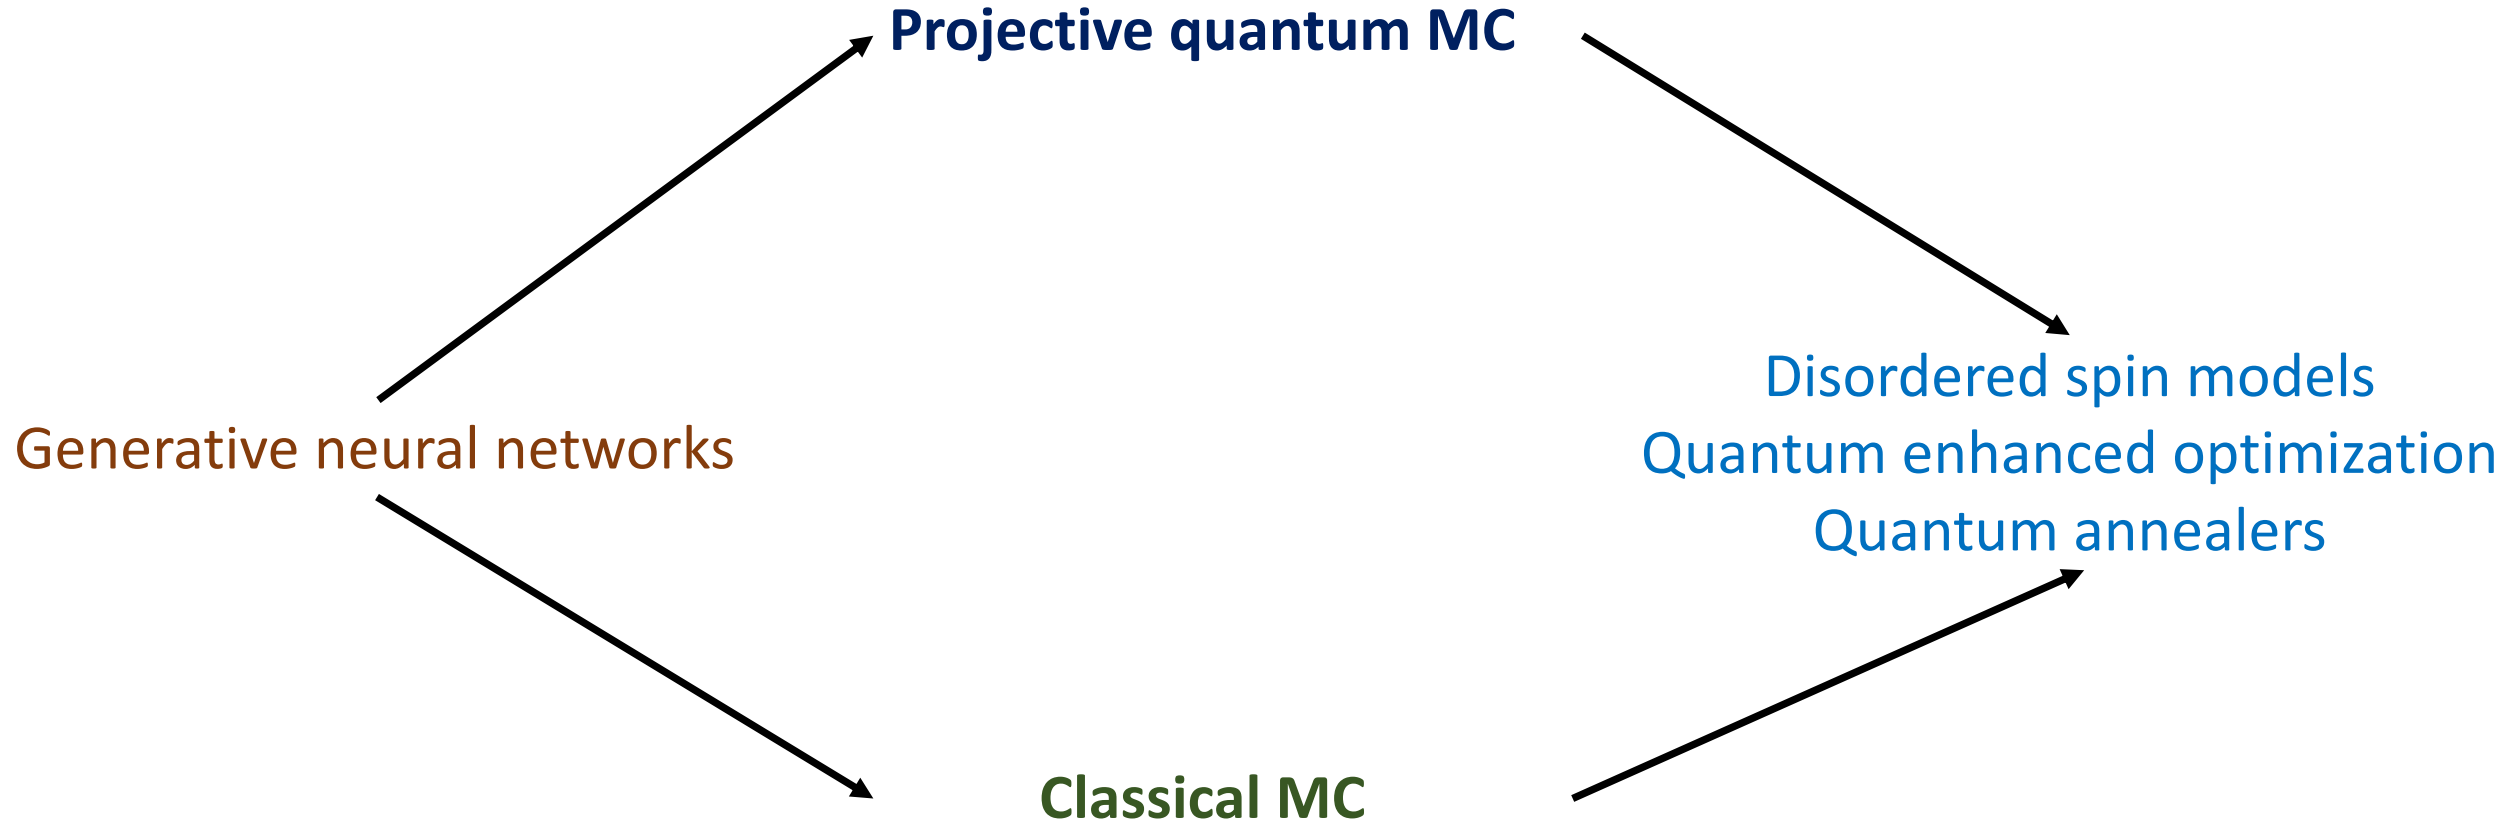 Projective quantum MC
Generative neural networks
Disordered spin models
Quantum enhanced optimization
Quantum annealers
Classical MC